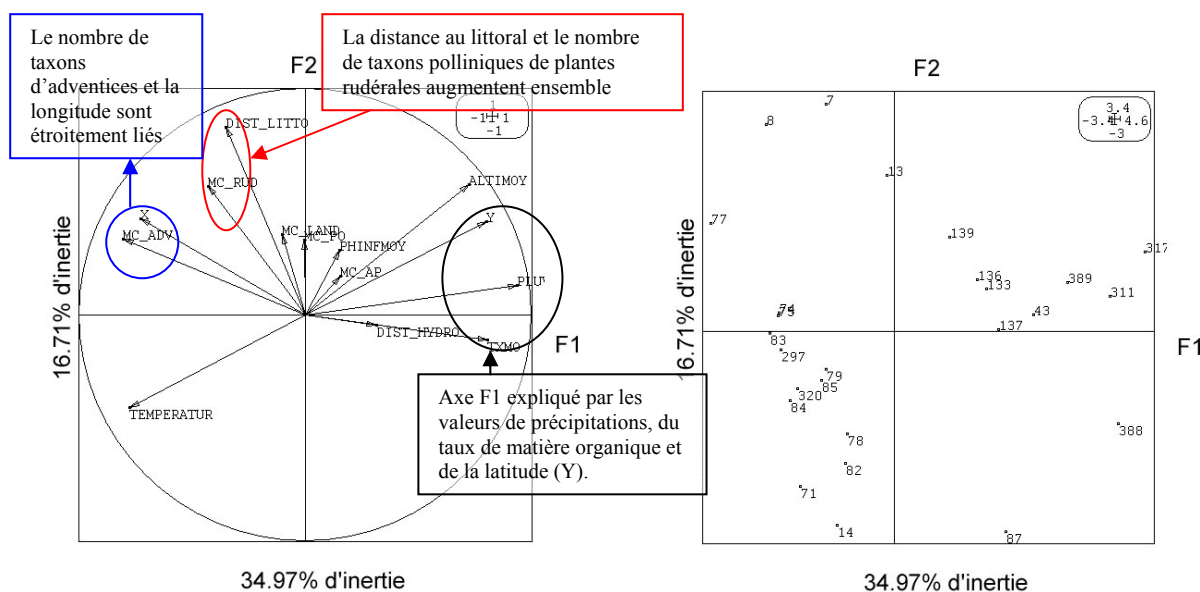 Le nombre de
taxons
d'adventices et la
longitude sont
étroitement liés
La distance au littoral et le nombre
de taxons polliniques de plantes
rudérales augmentent ensemble
F2
1
-1 1
-1
DIST_LITTO
MC_RUD
ALTIMOY
X
Y
MC_ADV
MC_LAND
MC_PO
PHINFMOY
MC_AP
PLU
DIST_HYDRO
TXMO
F1
TEMPERATUR
16.71% d'inertie
Axe F1 expliqué par les
valeurs de précipitations, du
taux de matière organique et
de la latitude (Y).
34.97% d'inertie
F2
3.4
-3.4 4.6
-3
7
8
13
77
139
317
136
133
389
311
43
74
137
83
297
79
85
320
84
78
388
82
71
14
87
F1
16.71% d'inertie
34.97% d'inertie